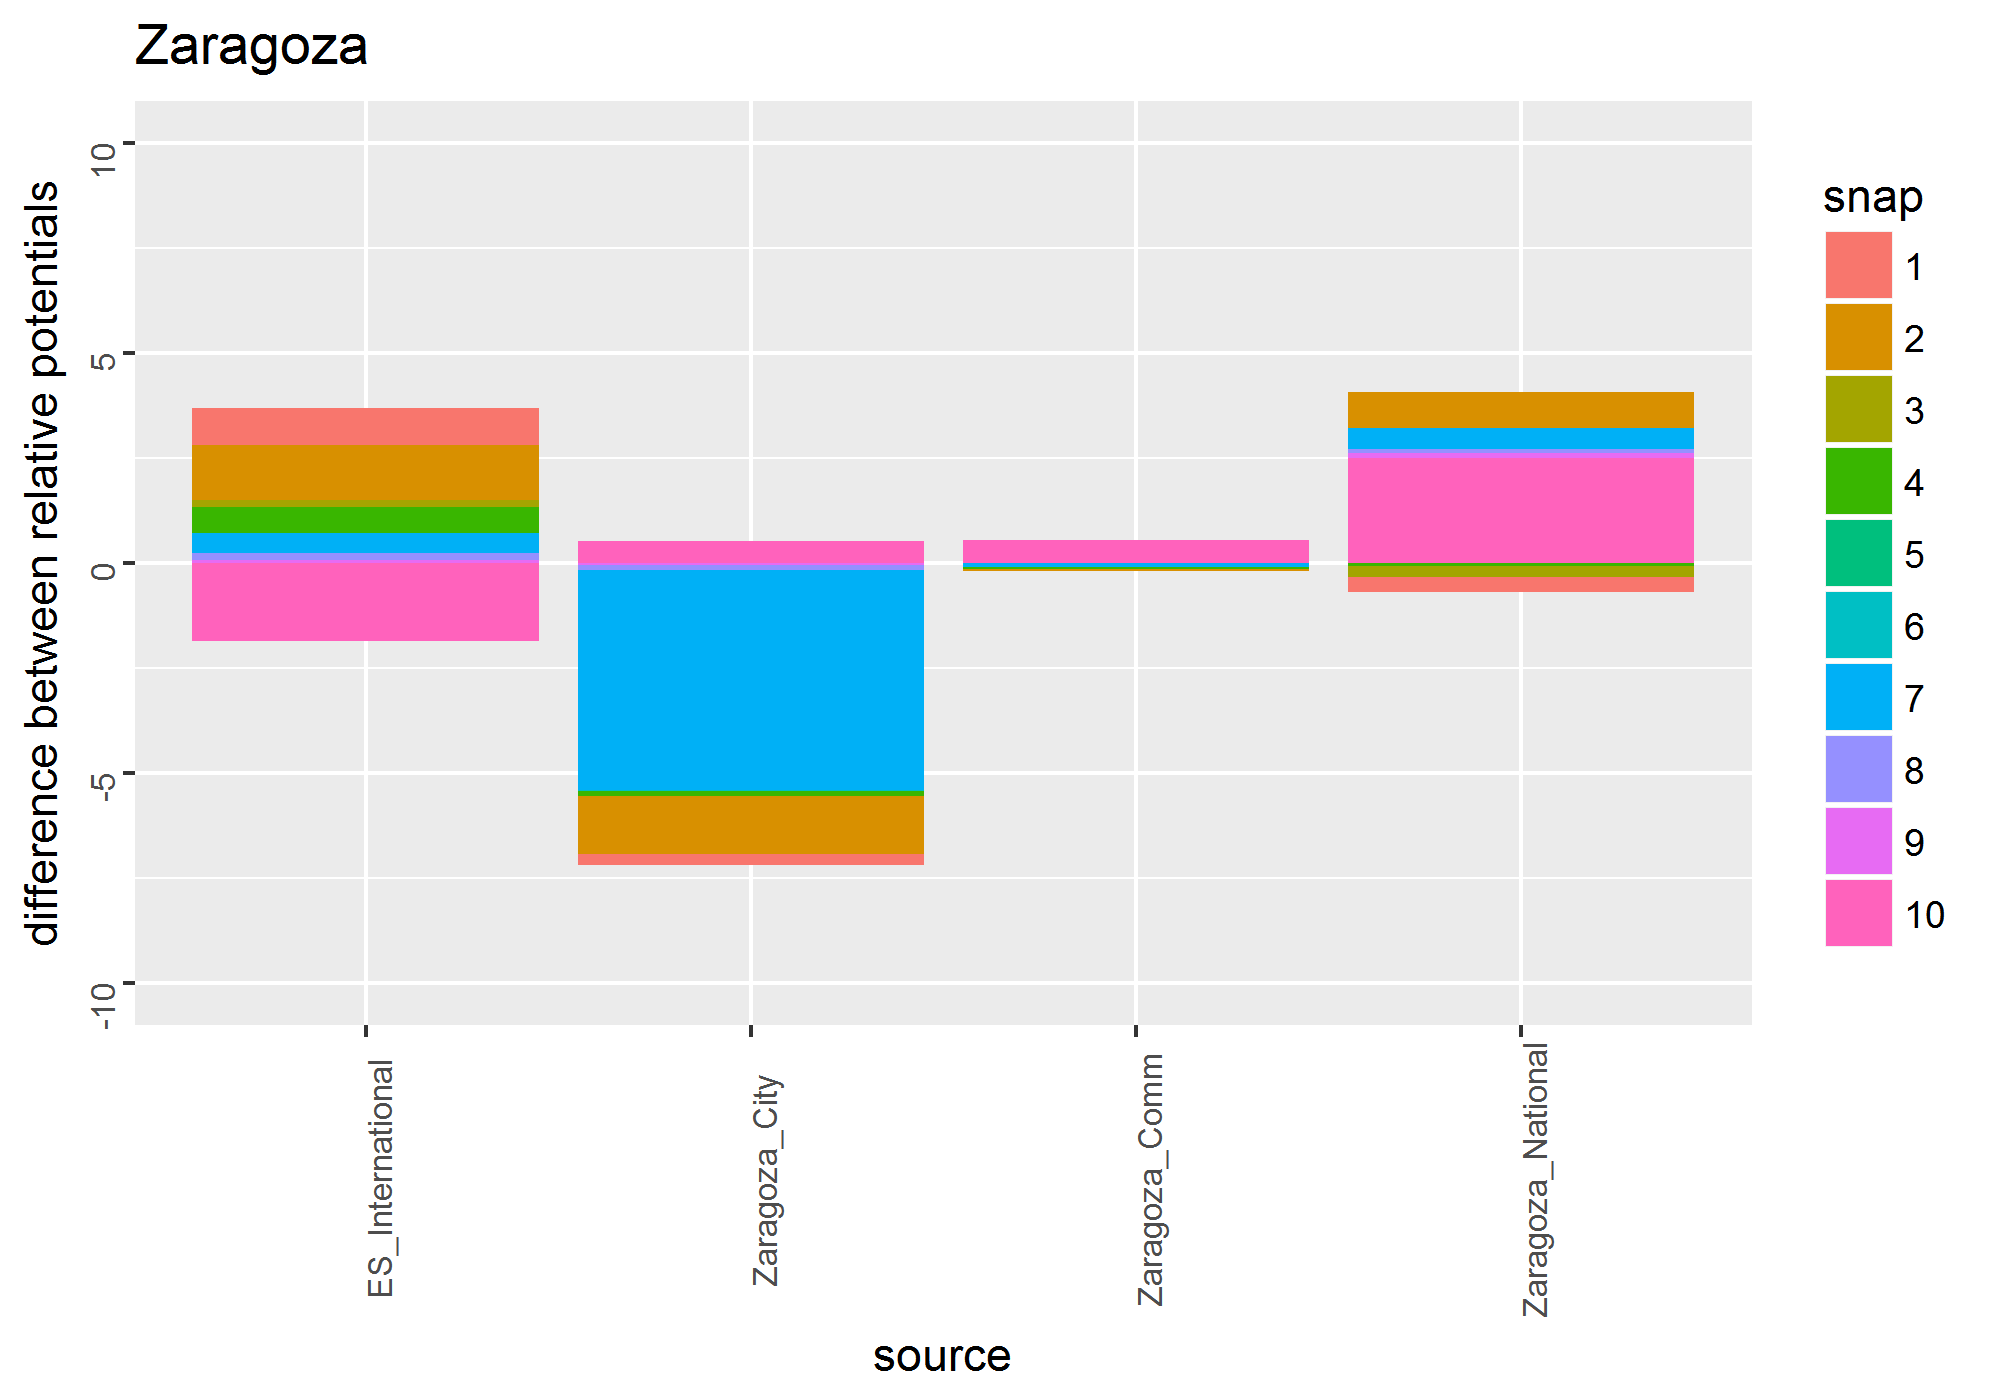 Zaragoza
difference between relative potentials
10
5
0
-5
-10
ES_International
Zaragoza_City
Zaragoza_Comm
Zaragoza_National
source
snap
1
2
3
4
5
6
7
8
9
10